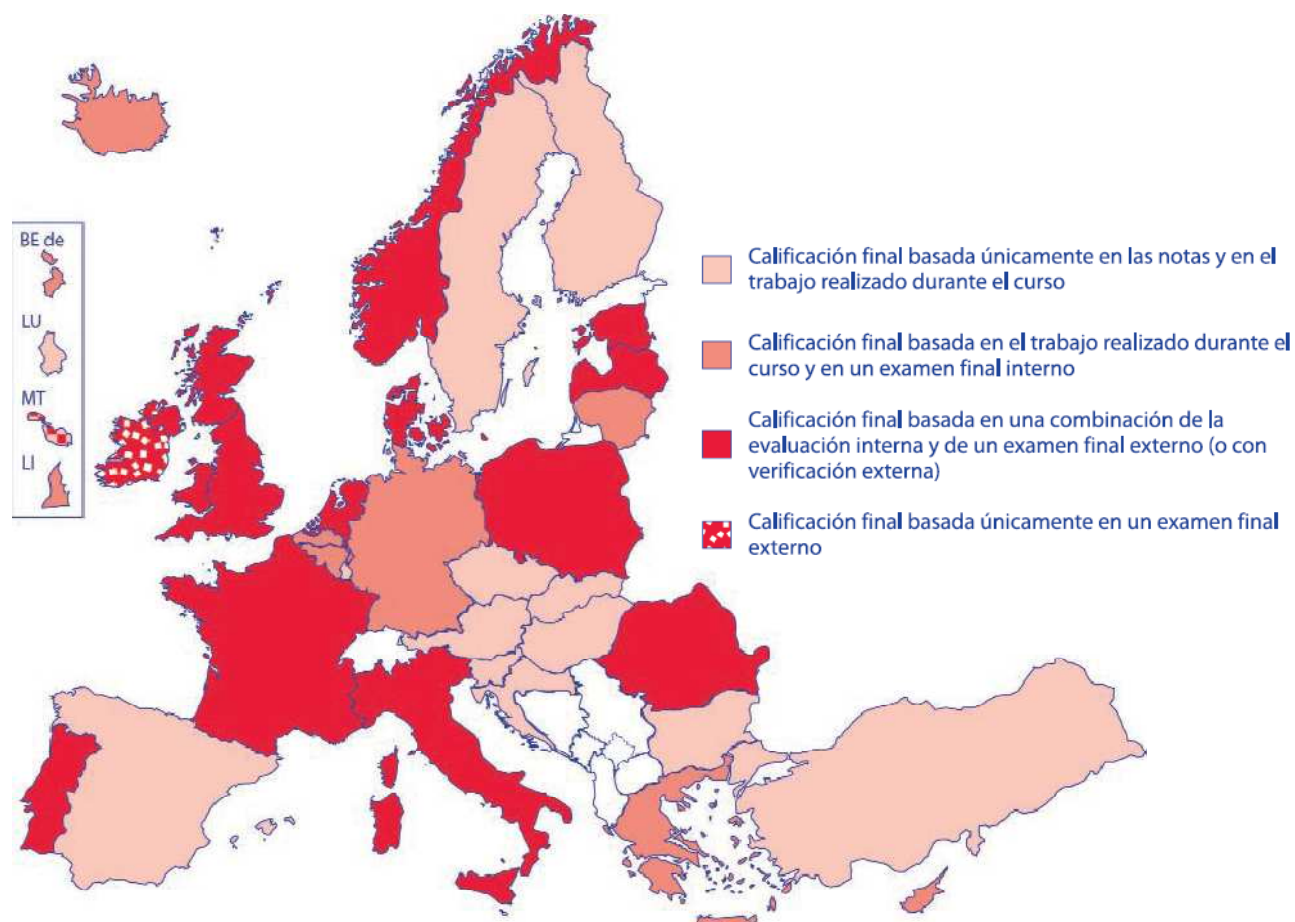 BE de
LU
MT
LI
Calificación final basada únicamente en las notas y en el
trabajo realizado durante el curso
Calificación final basada en el trabajo realizado durante el
curso y en un examen final interno
Calificación final basada en una combinación de la
evaluación interna y de un examen final externo (o con
verificación externa)
Calificación final basada únicamente en un examen final
externo